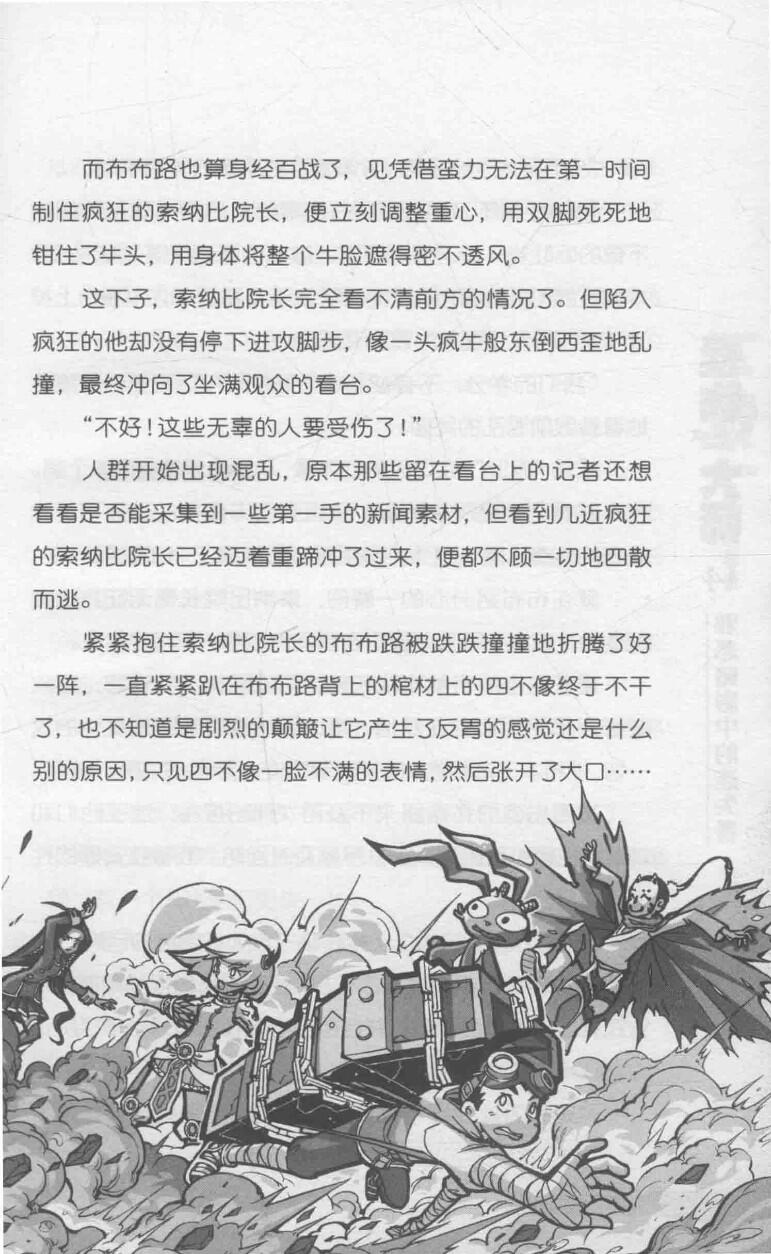 而布布路也算身经百战了，见凭借蛮力无法在第一时间
制住疯狂的索纳比院长，便立刻调整重心，用双脚死死地
钳住了牛头，用身体将整个牛脸遮得密不透风。
这下子，索纳比院长完全看不清前方的情况了。但陷入
疯狂的他却没有停下进攻脚步，像一头疯牛般东倒西歪地乱
撞，最终冲向了坐满观众的看台。
“不好！这些无辜的人要受伤了！”
人群开始出现混乱，原本那些留在看台上的记者还想
看看是否能采集到一些第一手的新闻素材，但看到几近疯狂
的索纳比院长已经迈着重蹄冲了过来，便都不顾一切地四散
而逃。
紧紧抱住索纳比院长的布布路被跌跌撞撞地折腾了好
一阵，一直紧紧趴在布布路背上的棺材上的四不像终于不干
了，也不知道是剧烈的颠簸让它产生了反胃的感觉还是什么
别的原因，只见四不像一脸不满的表情，然后张开了大口……